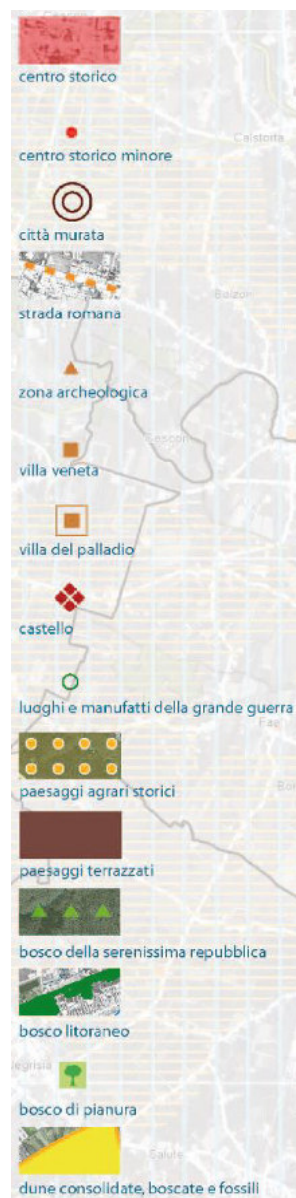 centro storico
Calstorta
centro storico minore
città murata
strada romana
zona archeologica
villa veneta
villa del palladio
castello
luoghi e manufatti della grande guerra
paesaggi agrari storici
paesaggi terrazzati
bosco della serenissima repubblica
bosco litoraneo
bosco di pianura
Salute
dune consolidate, boscate e fossili